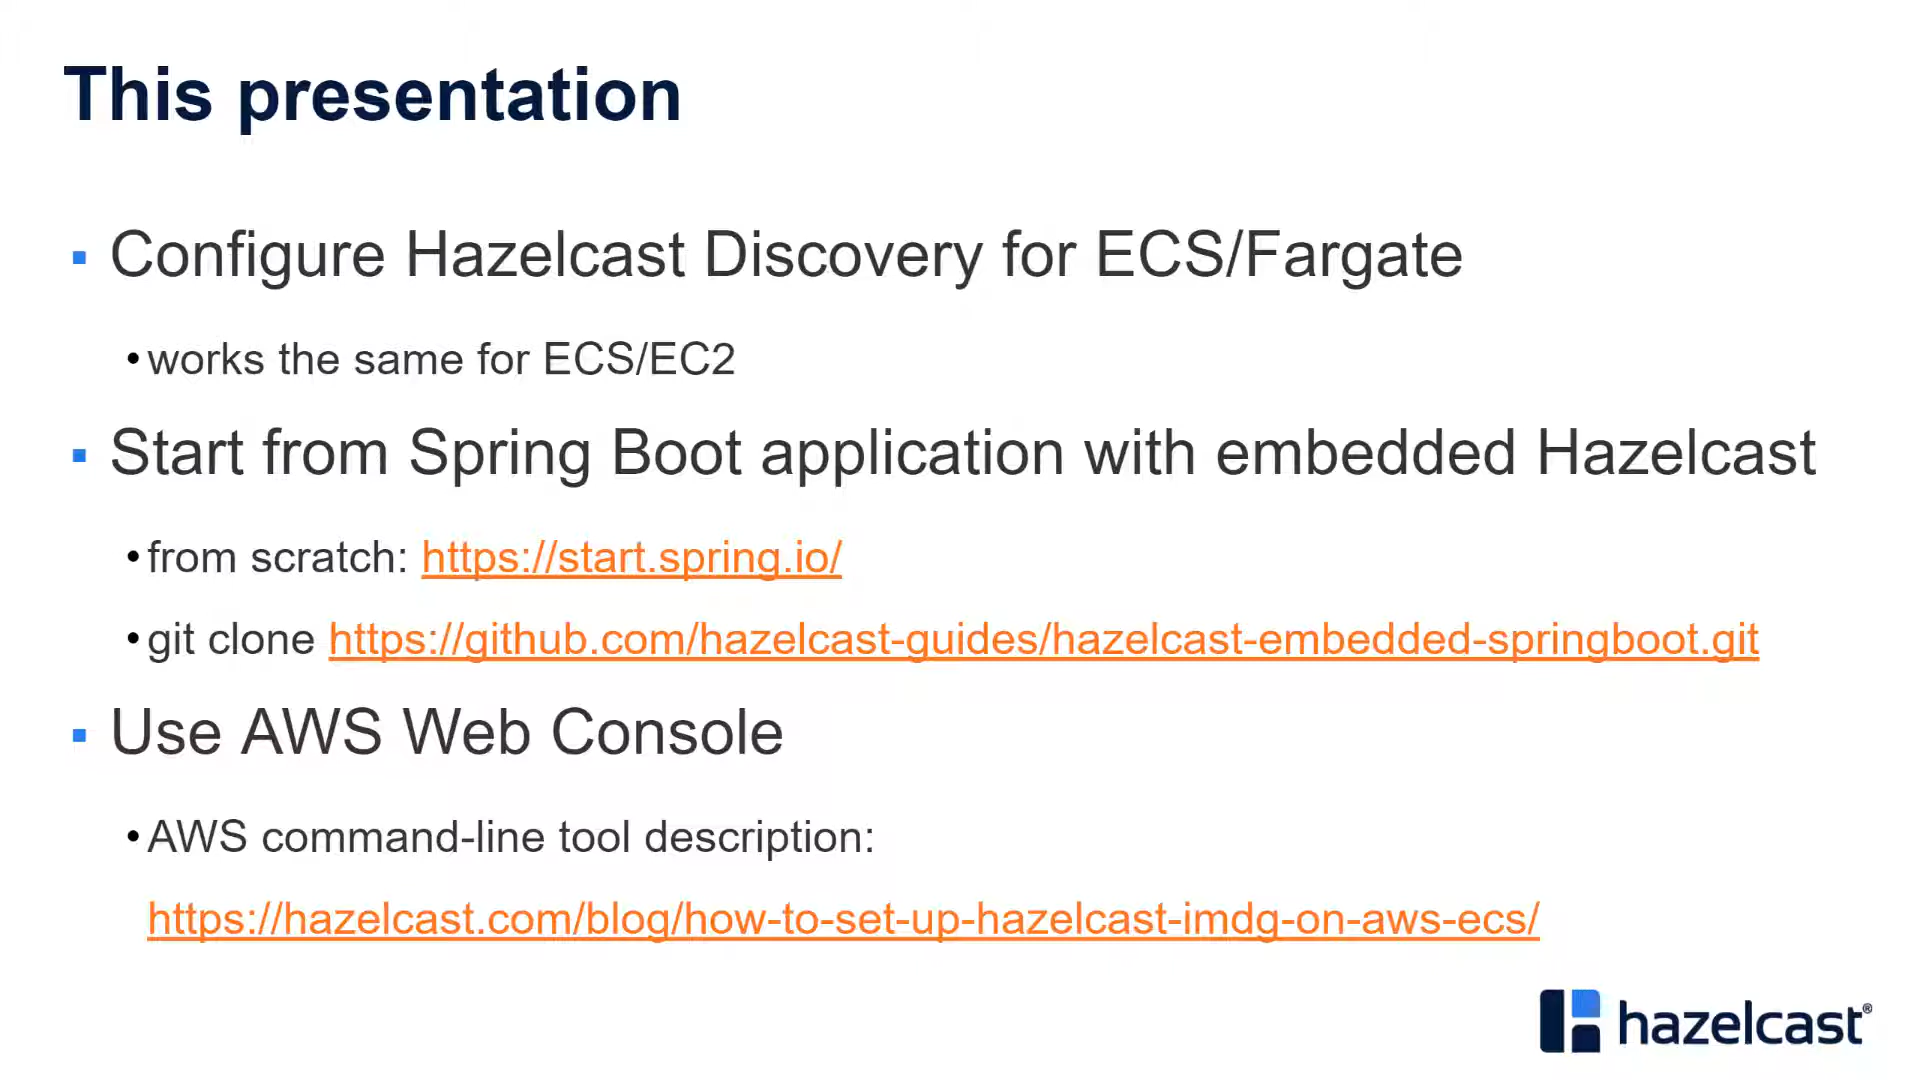 This presentation
▪ Configure Hazelcast Discovery for ECS/Fargate
• works the same for ECS/EC2
▪ Start from Spring Boot application with embedded Hazelcast
• from scratch: https://start.spring.io/
• git clone https://github.com/hazelcast-guides/hazelcast-embedded-springboot.git
▪ Use AWS Web Console
• AWS command-line tool description:
https://hazelcast.com/blog/how-to-set-up-hazelcast-imdg-on-aws-ecs/
hazelcast®